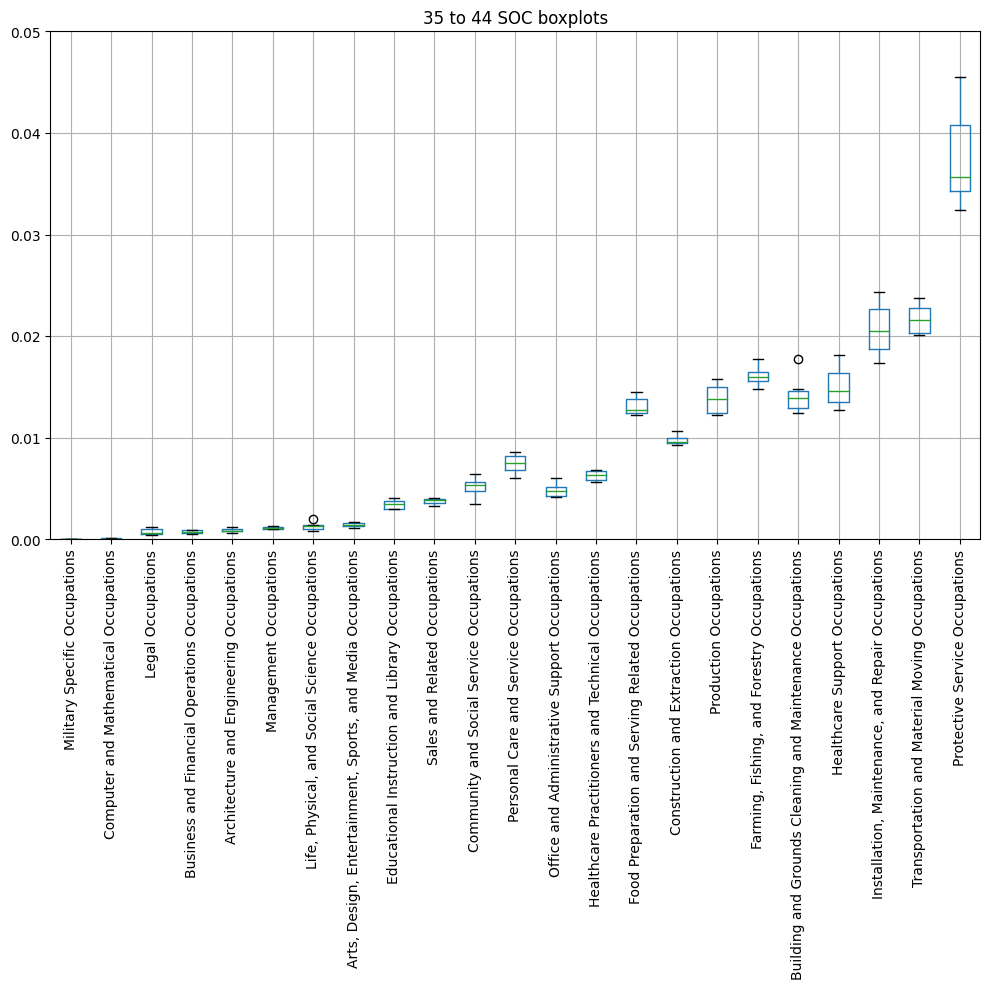 35 to 44 SOC boxplots
0.05
0.04
0.03
0.02
0.01
0.00
Military Specific Occupations
Computer and Mathematical Occupations
Legal Occupations
Business and Financial Operations Occupations
Architecture and Engineering Occupations
Management Occupations
Life, Physical, and Social Science Occupations
Arts, Design, Entertainment, Sports, and Media Occupations
Educational Instruction and Library Occupations
Sales and Related Occupations
Community and Social Service Occupations
Personal Care and Service Occupations
Office and Administrative Support Occupations
Healthcare Practitioners and Technical Occupations
Food Preparation and Serving Related Occupations
Construction and Extraction Occupations
Production Occupations
Farming, Fishing, and Forestry Occupations
Building and Grounds Cleaning and Maintenance Occupations
Healthcare Support Occupations
Installation, Maintenance, and Repair Occupations
Transportation and Material Moving Occupations
Protective Service Occupations